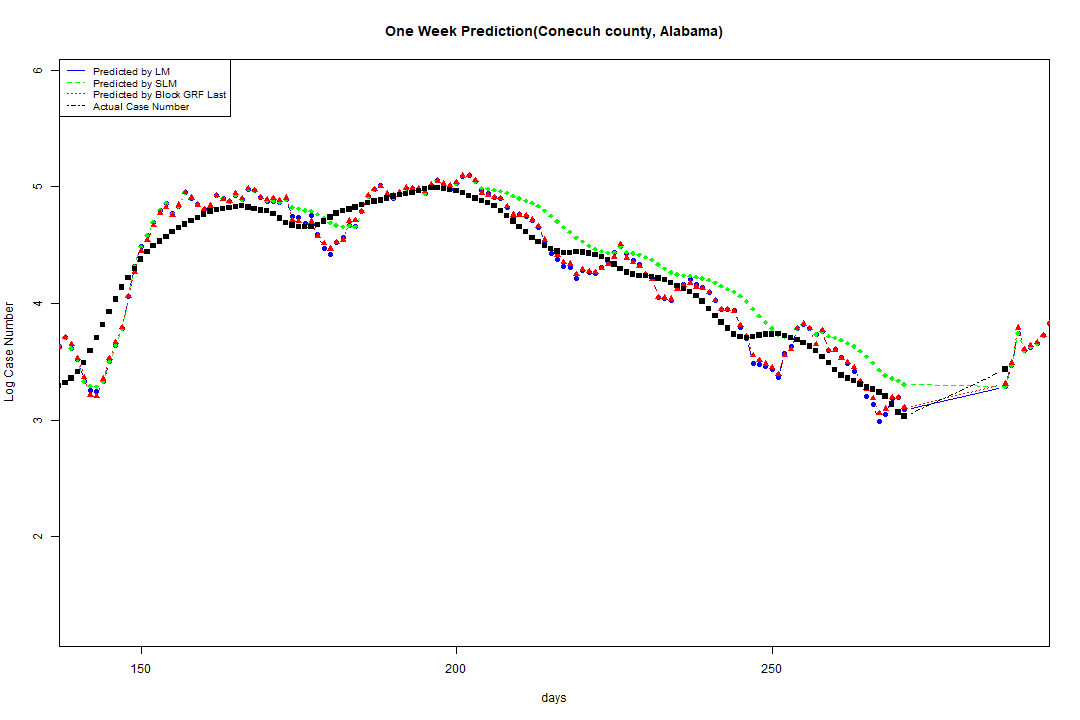 One Week Prediction(Conecuh county, Alabama)
Predicted by LM
Predicted by SLM
Predicted by Block GRF Last
Actual Case Number
6
5
4
3
2
Log Case Number
150
200
250
days